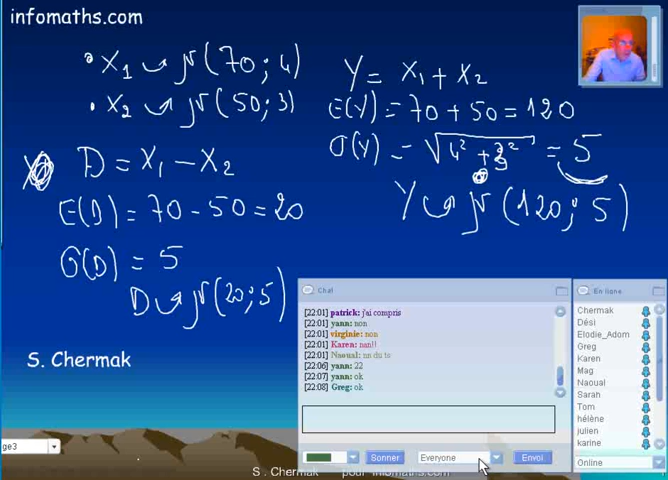 infomaths.com
• X₁ ↝ N(70; 4)
• X₂ ↝ N(50; 3)
D = X₁ - X₂
E(D) = 70 - 50 = 20
σ(D) = 5
D ↝ N(20; 5)
S. Chermak
Y = X₁ + X₂
E(Y) = 70 + 50 = 120
σ(Y) = √(4² + 3²) = 5
Y ↝ N(120; 5)
Chat
[22:01] patrick: j'ai compris
[22:01] yann: non
[22:01] virginie: non
[22:01] Karen: nan!!
[22:01] Naoual: nn du to
[22:06] yann: 22
[22:07] yann: ok
[22:08] Greg: ok
Sonner
Everyone
Envoi
En ligne
Chermak
Dési
Elodie_Adom
Greg
Karen
Mag
Naoual
Sarah
Tom
hélène
julien
karine
Online
ge3
S . Chermak pour infomaths.com